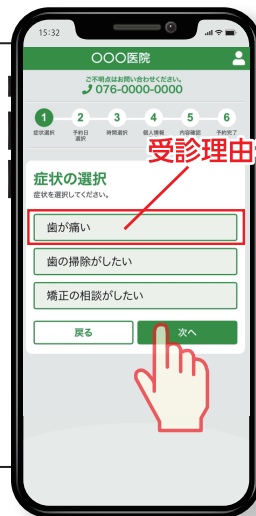 15:32
〇〇〇医院
ご不明点はお問い合わせください。
076-0000-0000
1 2 3 4 5 6
症状選択 予約日選択 時間選択 個人情報 内容確認 予約完了
受診理由
症状の選択
症状を選択してください。
歯が痛い
歯の掃除がしたい
矯正の相談がしたい
戻る 次へ